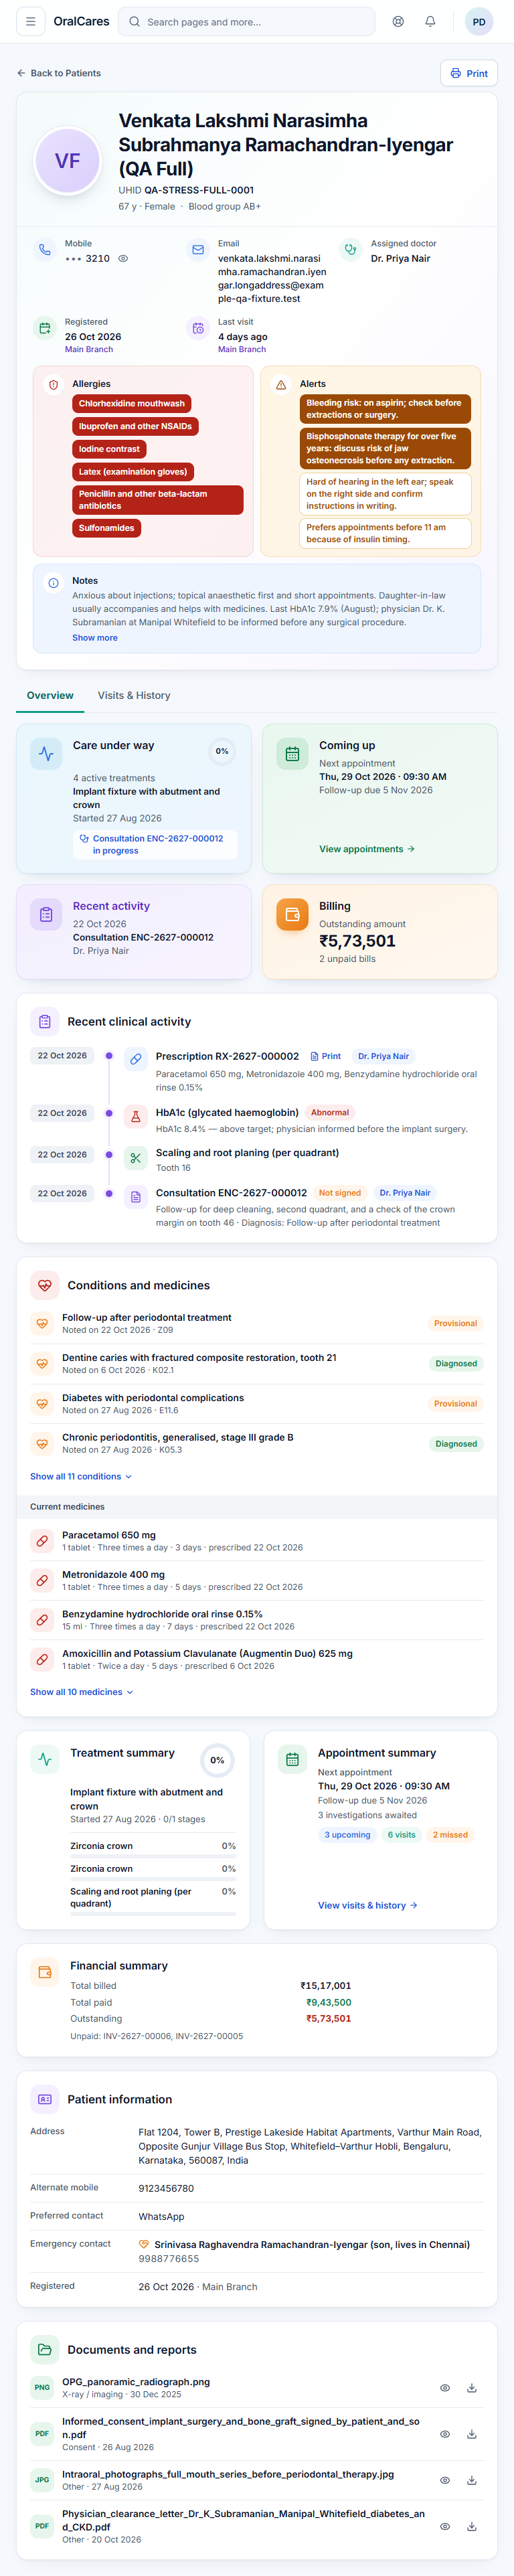 OralCares
Search pages and more...
PD
Back to Patients
Print
VF
Venkata Lakshmi Narasimha
Subrahmanya Ramachandran-Iyengar
(QA Full)
UHID QA-STRESS-FULL-0001
67 y · Female · Blood group AB+
Mobile
••• 3210
Email
venkata.lakshmi.narasi
mha.ramachandran.iyen
gar.longaddress@exam
ple-qa-fixture.test
Assigned doctor
Dr. Priya Nair
Registered
26 Oct 2026
Main Branch
Last visit
4 days ago
Main Branch
Allergies
Chlorhexidine mouthwash
Ibuprofen and other NSAIDs
Iodine contrast
Latex (examination gloves)
Penicillin and other beta-lactam
antibiotics
Sulfonamides
Alerts
Bleeding risk: on aspirin; check before
extractions or surgery.
Bisphosphonate therapy for over five
years: discuss risk of jaw
osteonecrosis before any extraction.
Hard of hearing in the left ear; speak
on the right side and confirm
instructions in writing.
Prefers appointments before 11 am
because of insulin timing.
Notes
Anxious about injections; topical anaesthetic first and short appointments. Daughter-in-law
usually accompanies and helps with medicines. Last HbA1c 7.9% (August); physician Dr. K.
Subramanian at Manipal Whitefield to be informed before any surgical procedure.
Show more
Overview
Visits & History
Care under way
0%
4 active treatments
Implant fixture with abutment and
crown
Started 27 Aug 2026
Consultation ENC-2627-000012
in progress
Coming up
Next appointment
Thu, 29 Oct 2026 · 09:30 AM
Follow-up due 5 Nov 2026
View appointments →
Recent activity
22 Oct 2026
Consultation ENC-2627-000012
Dr. Priya Nair
Billing
Outstanding amount
₹5,73,501
2 unpaid bills
Recent clinical activity
22 Oct 2026
Prescription RX-2627-000002
Print
Dr. Priya Nair
Paracetamol 650 mg, Metronidazole 400 mg, Benzydamine hydrochloride oral
rinse 0.15%
22 Oct 2026
HbA1c (glycated haemoglobin)
Abnormal
HbA1c 8.4% — above target; physician informed before the implant surgery.
22 Oct 2026
Scaling and root planing (per quadrant)
Tooth 16
22 Oct 2026
Consultation ENC-2627-000012
Not signed
Dr. Priya Nair
Follow-up for deep cleaning, second quadrant, and a check of the crown
margin on tooth 46 · Diagnosis: Follow-up after periodontal treatment
Conditions and medicines
Follow-up after periodontal treatment
Noted on 22 Oct 2026 · Z09
Provisional
Dentine caries with fractured composite restoration, tooth 21
Noted on 6 Oct 2026 · K02.1
Diagnosed
Diabetes with periodontal complications
Noted on 27 Aug 2026 · E11.6
Provisional
Chronic periodontitis, generalised, stage III grade B
Noted on 27 Aug 2026 · K05.3
Diagnosed
Show all 11 conditions
Current medicines
Paracetamol 650 mg
1 tablet · Three times a day · 3 days · prescribed 22 Oct 2026
Metronidazole 400 mg
1 tablet · Three times a day · 5 days · prescribed 22 Oct 2026
Benzydamine hydrochloride oral rinse 0.15%
15 ml · Three times a day · 7 days · prescribed 22 Oct 2026
Amoxicillin and Potassium Clavulanate (Augmentin Duo) 625 mg
1 tablet · Twice a day · 5 days · prescribed 6 Oct 2026
Show all 10 medicines
Treatment summary
0%
Implant fixture with abutment and
crown
Started 27 Aug 2026 · 0/1 stages
Zirconia crown 0%
Zirconia crown 0%
Scaling and root planing (per 0%
quadrant)
Appointment summary
Next appointment
Thu, 29 Oct 2026 · 09:30 AM
Follow-up due 5 Nov 2026
3 investigations awaited
3 upcoming
6 visits
2 missed
View visits & history →
Financial summary
Total billed ₹15,17,001
Total paid ₹9,43,500
Outstanding ₹5,73,501
Unpaid: INV-2627-00006, INV-2627-00005
Patient information
Address
Flat 1204, Tower B, Prestige Lakeside Habitat Apartments, Varthur Main Road,
Opposite Gunjur Village Bus Stop, Whitefield–Varthur Hobli, Bengaluru,
Karnataka, 560087, India
Alternate mobile
9123456780
Preferred contact
WhatsApp
Emergency contact
Srinivasa Raghavendra Ramachandran-Iyengar (son, lives in Chennai)
9988776655
Registered
26 Oct 2026 · Main Branch
Documents and reports
PNG
OPG_panoramic_radiograph.png
X-ray / imaging · 30 Dec 2025
PDF
Informed_consent_implant_surgery_and_bone_graft_signed_by_patient_and_so
n.pdf
Consent · 26 Aug 2026
JPG
Intraoral_photographs_full_mouth_series_before_periodontal_therapy.jpg
Other · 27 Aug 2026
PDF
Physician_clearance_letter_Dr_K_Subramanian_Manipal_Whitefield_diabetes_an
d_CKD.pdf
Other · 20 Oct 2026